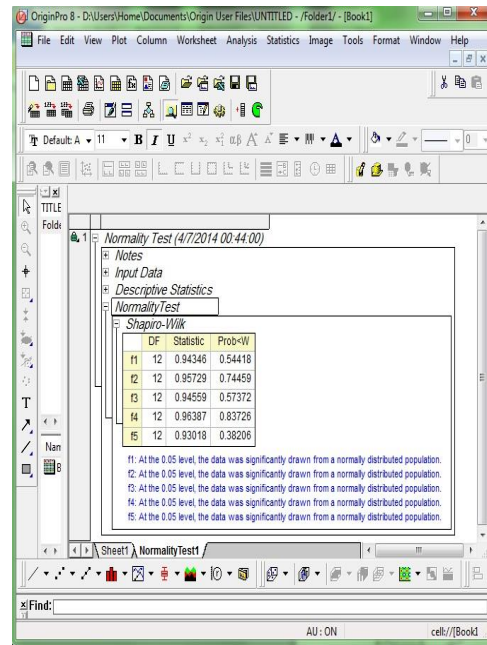 OriginPro 8 - D:\Users\Home\Documents\Origin User Files\UNTITLED - /Folder1/ - [Book1]
File Edit View Plot Column Worksheet Analysis Statistics Image Tools Format Window Help
Default: A 11 B I U x² x₂ x₁² αβ A A A
0
TITLE
Folde
1 Normality Test (4/7/2014 00:44:00)
Notes
Input Data
Descriptive Statistics
NormalityTest
Shapiro-Wilk
DF Statistic Prob<W
f1 12 0.94346 0.54418
f2 12 0.95729 0.74459
f3 12 0.94559 0.57372
f4 12 0.96387 0.83726
f5 12 0.93018 0.38206
f1: At the 0.05 level, the data was significantly drawn from a normally distributed population.
f2: At the 0.05 level, the data was significantly drawn from a normally distributed population.
f3: At the 0.05 level, the data was significantly drawn from a normally distributed population.
f4: At the 0.05 level, the data was significantly drawn from a normally distributed population.
f5: At the 0.05 level, the data was significantly drawn from a normally distributed population.
T
Nan
B
Sheet1 NormalityTest1
Find:
AU : ON cell://[Book1